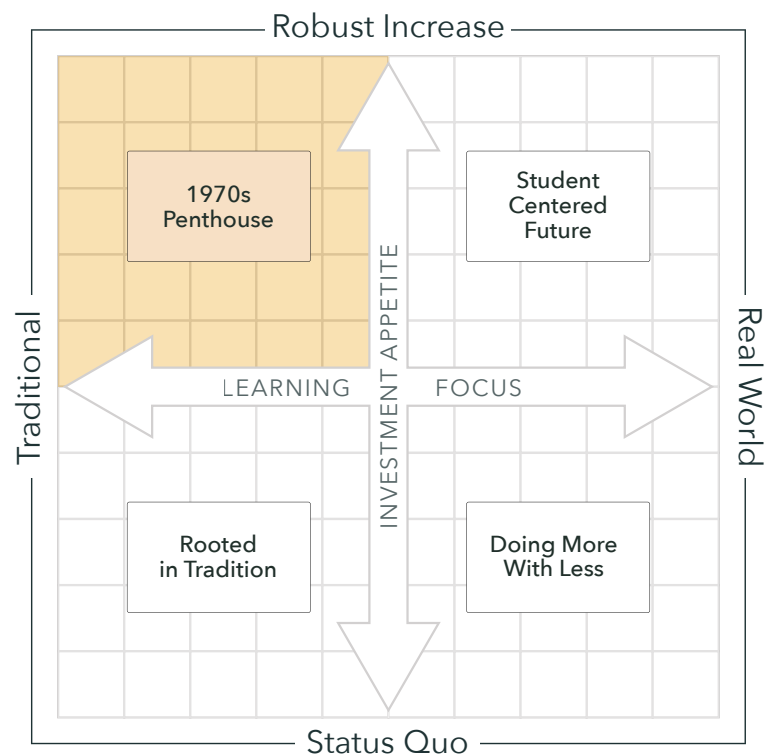 Robust Increase
1970s
Penthouse
Student
Centered
Future
Traditional
LEARNING
FOCUS
INVESTMENT APPETITE
Real World
Rooted
in Tradition
Doing More
With Less
Status Quo